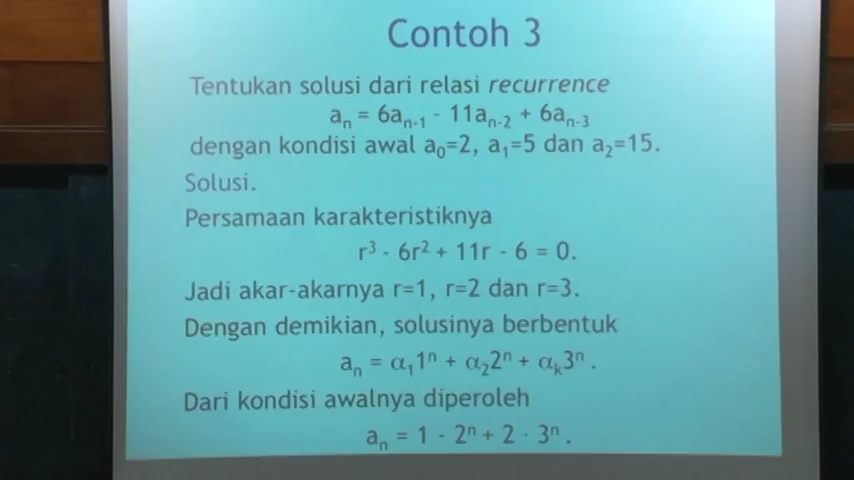 Contoh 3
Tentukan solusi dari relasi recurrence
aₙ = 6aₙ₋₁ - 11aₙ₋₂ + 6aₙ₋₃
dengan kondisi awal a₀=2, a₁=5 dan a₂=15.
Solusi.
Persamaan karakteristiknya
r³ - 6r² + 11r - 6 = 0.
Jadi akar-akarnya r=1, r=2 dan r=3.
Dengan demikian, solusinya berbentuk
aₙ = α₁1ⁿ + α₂2ⁿ + αₖ3ⁿ .
Dari kondisi awalnya diperoleh
aₙ = 1 - 2ⁿ + 2 · 3ⁿ .